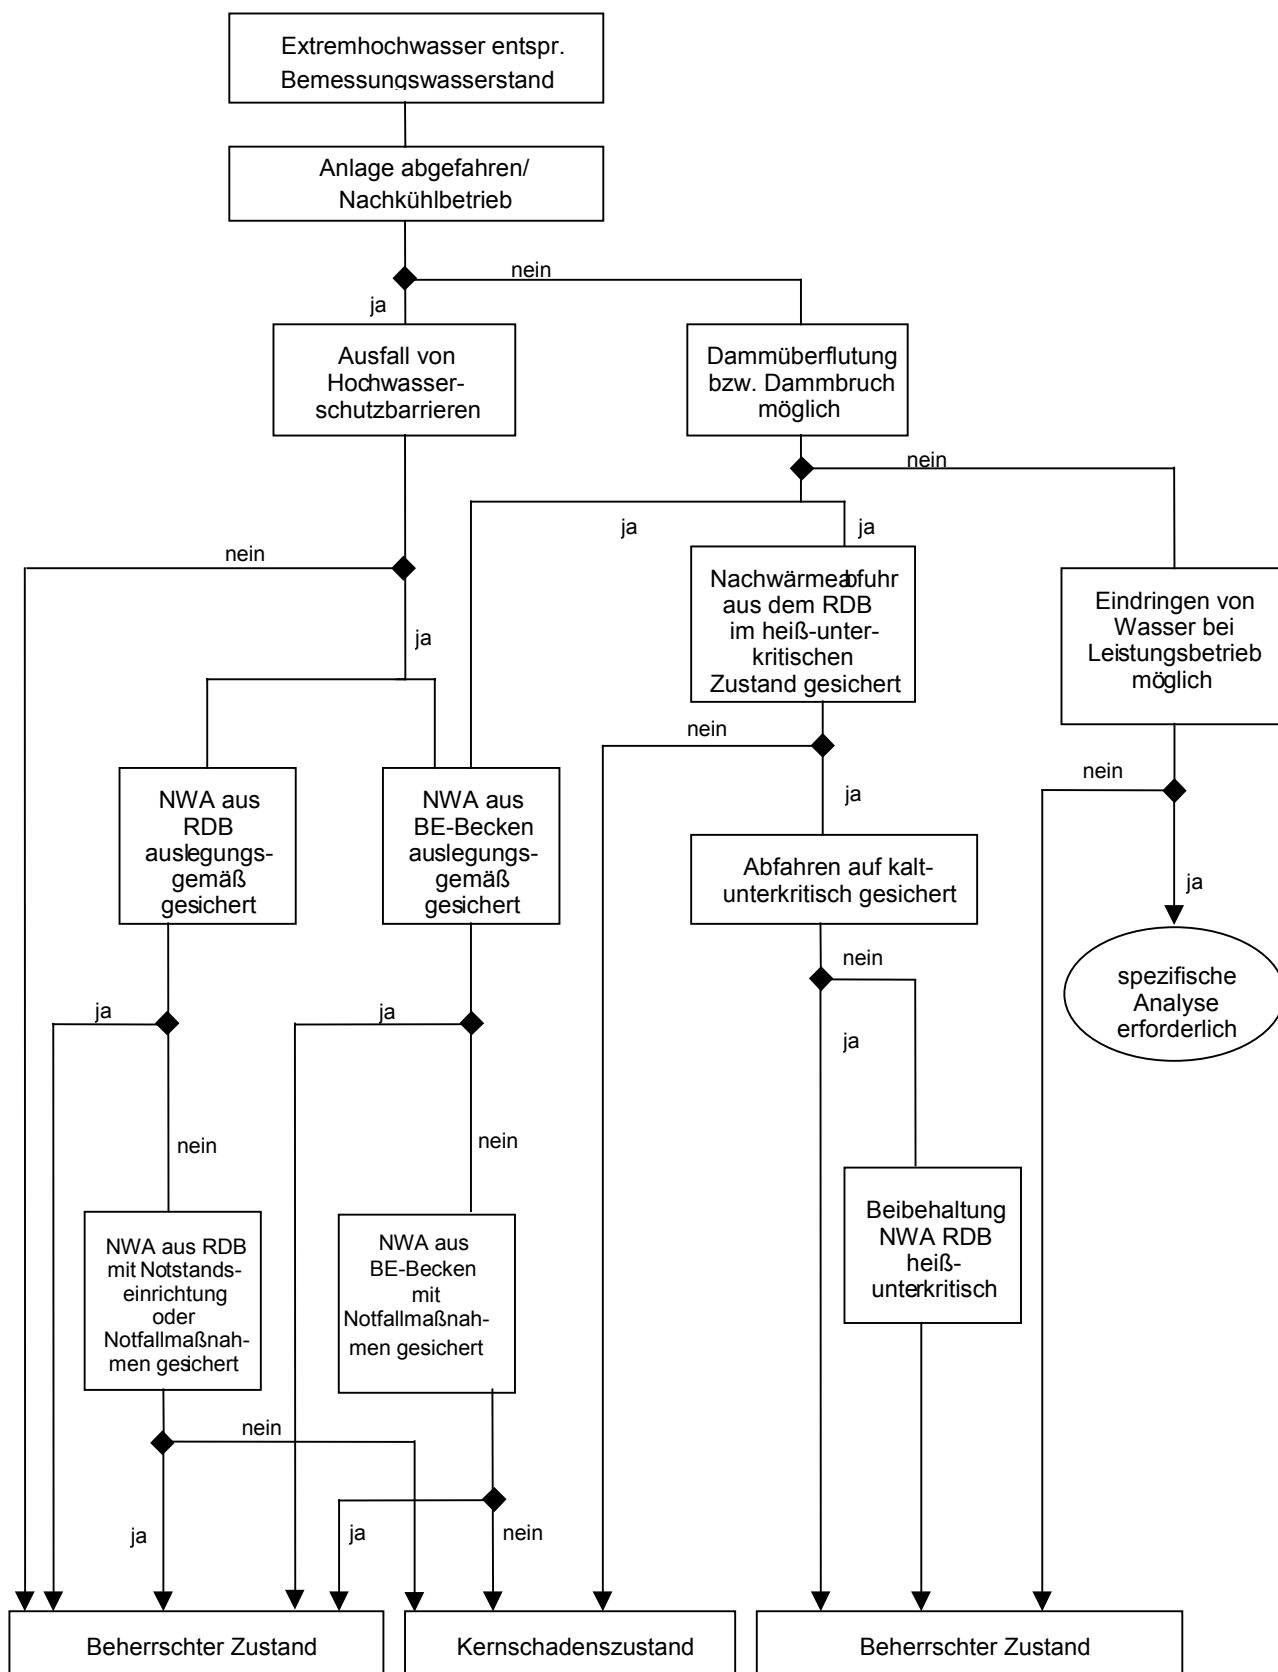 Extremhochwasser entspr.
Bemessungswasserstand
Anlage abgefahren/
Nachkühlbetrieb
nein
ja
Ausfall von
Hochwasser-
schutzbarrieren
Dammüberflutung
bzw. Dammbruch
möglich
nein
ja
ja
nein
ja
Nachwärmeabfuhr
aus dem RDB
im heiß-unter-
kritischen
Zustand gesichert
Eindringen von
Wasser bei
Leistungsbetrieb
möglich
nein
nein
ja
NWA aus
RDB
auslegungs-
gemäß
gesichert
NWA aus
BE-Becken
auslegungs-
gemäß
gesichert
Abfahren auf kalt-
unterkritisch gesichert
ja
nein
spezifische
Analyse
erforderlich
ja
ja
ja
nein
nein
NWA aus RDB
mit Notstands-
einrichtung
oder
Notfallmaßnah-
men gesichert
NWA aus
BE-Becken
mit
Notfallmaßnah-
men gesichert
Beibehaltung
NWA RDB
heiß-
unterkritisch
nein
ja
ja
nein
Beherrschter Zustand
Kernschadenszustand
Beherrschter Zustand